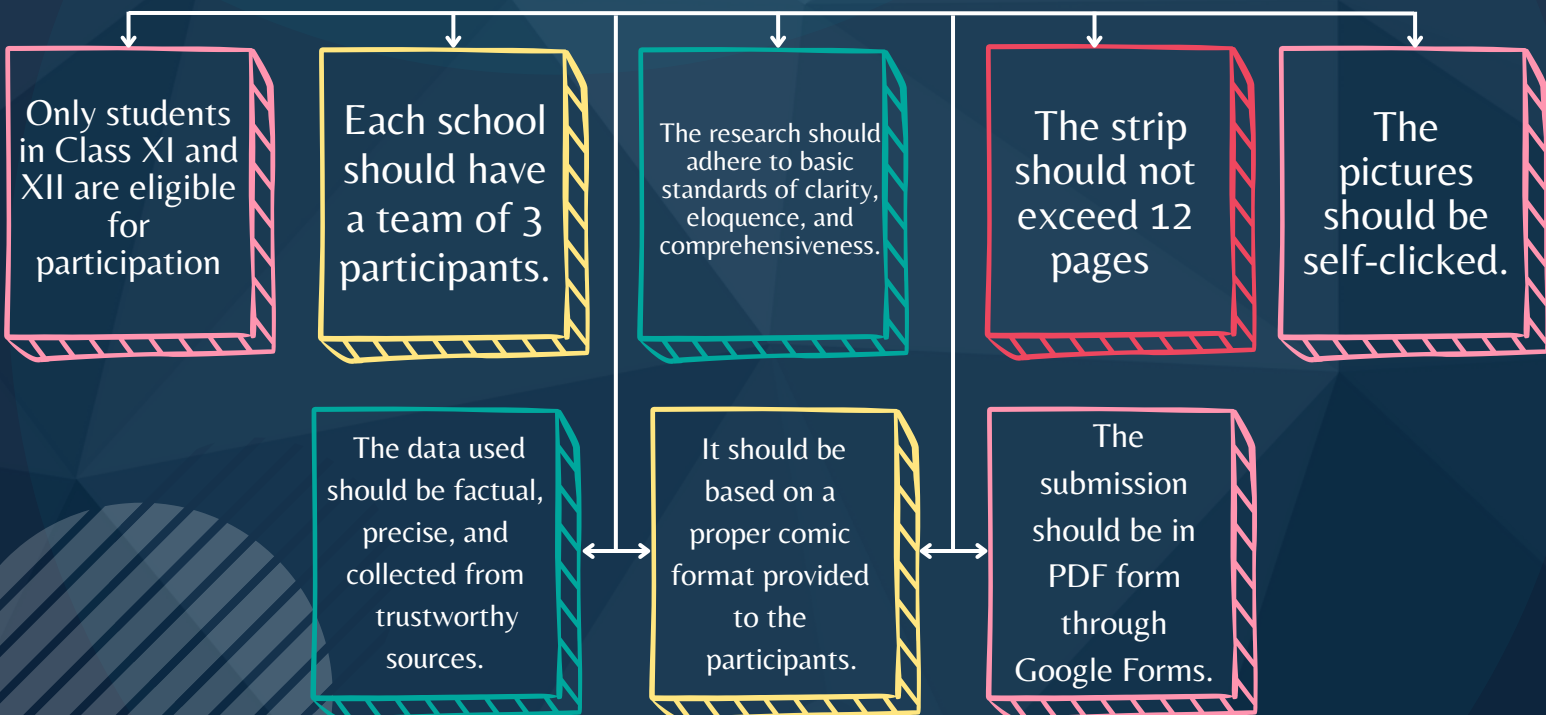 Only students
in Class XI and
XII are eligible
for
participation
Each school
should have
a team of 3
participants.
The research should
adhere to basic
standards of clarity,
eloquence, and
comprehensiveness.
The strip
should not
exceed 12
pages
The
pictures
should be
self-clicked.
The data used
should be factual,
precise, and
collected from
trustworthy
sources.
It should be
based on a
proper comic
format provided
to the
participants.
The
submission
should be in
PDF form
through
Google Forms.